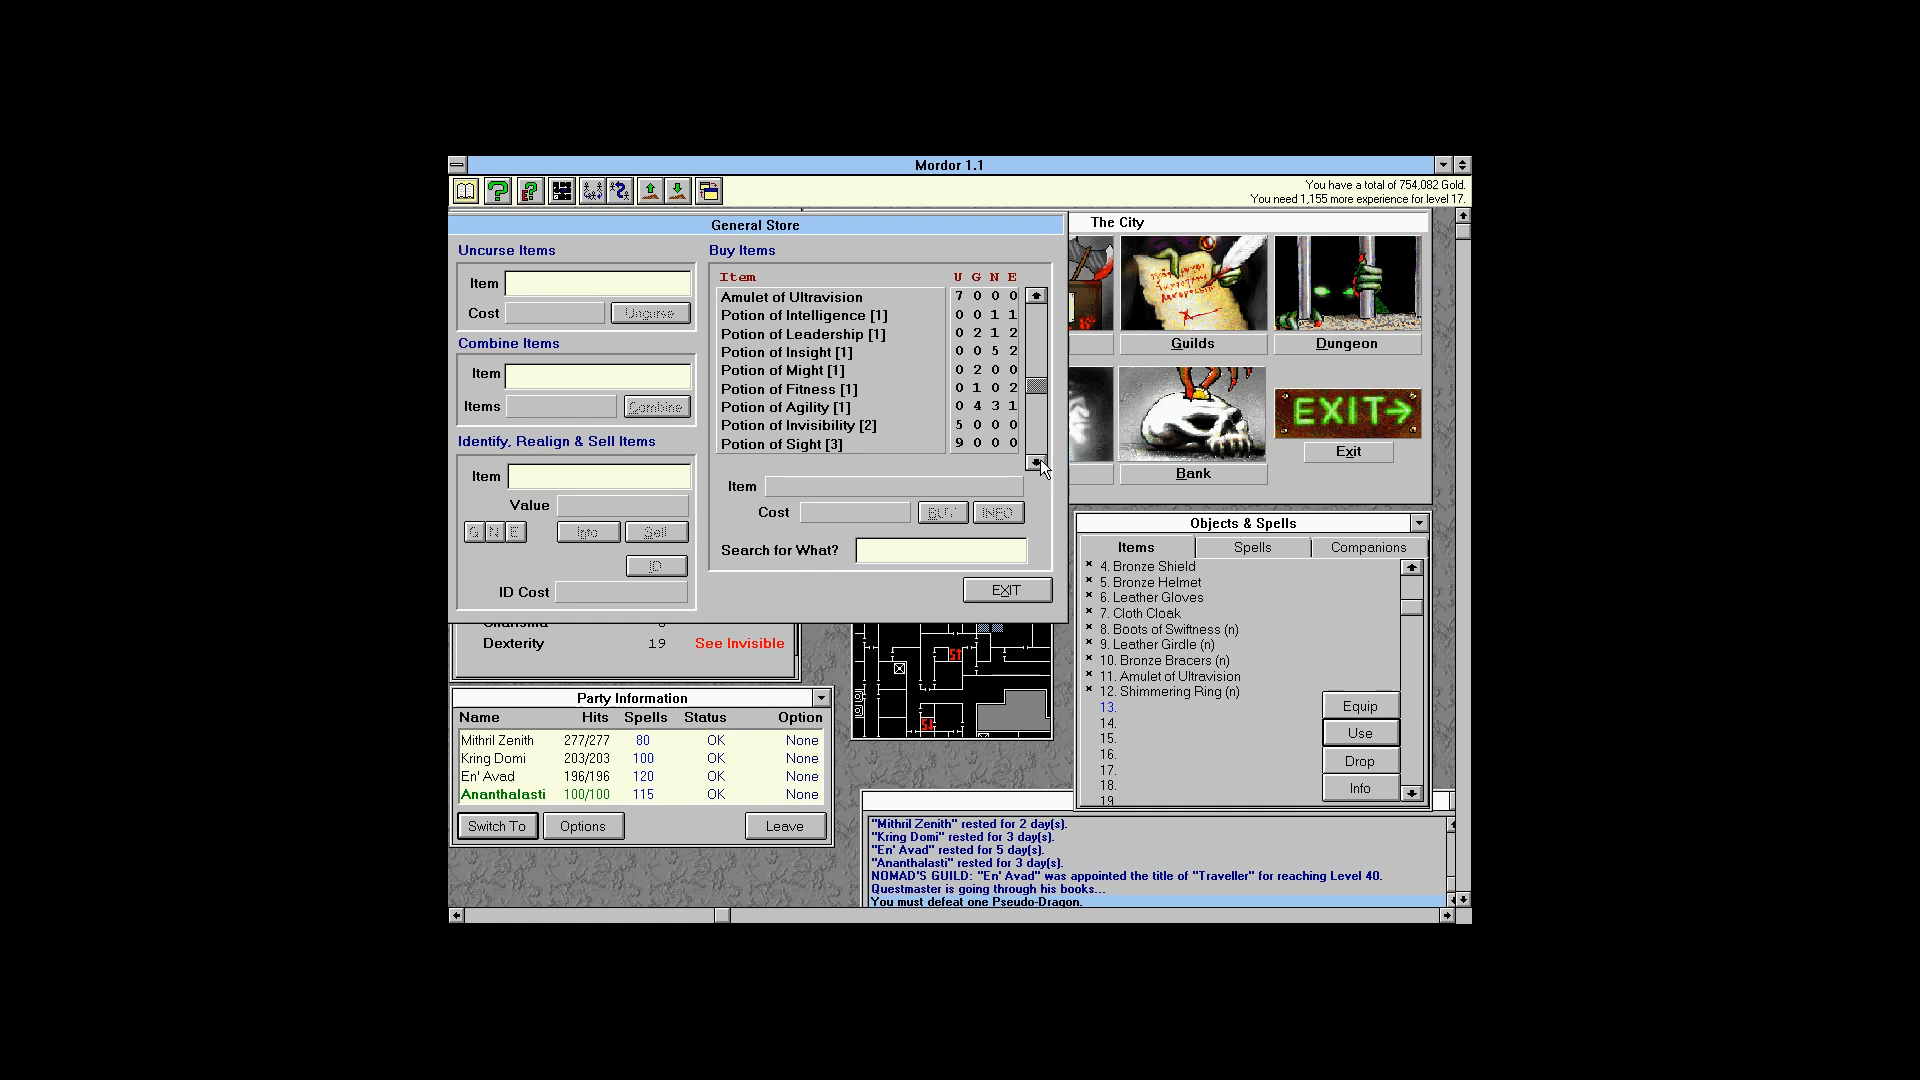 Mordor 1.1
You have a total of 754,082 Gold.
You need 1,155 more experience for level 17.
General Store
Uncurse Items
Item
Cost
Uncurse
Combine Items
Item
Items
Combine
Identify, Realign & Sell Items
Item
Value
G N E Info Sell
ID
ID Cost
Buy Items
Item U G N E
Amulet of Ultravision 7 0 0 0
Potion of Intelligence [1] 0 0 1 1
Potion of Leadership [1] 0 2 1 2
Potion of Insight [1] 0 0 5 2
Potion of Might [1] 0 2 0 0
Potion of Fitness [1] 0 1 0 2
Potion of Agility [1] 0 4 3 1
Potion of Invisibility [2] 5 0 0 0
Potion of Sight [3] 9 0 0 0
Item
Cost BUY INFO
Search for What?
EXIT
The City
Guilds
Dungeon
Bank
EXIT→
Exit
Dexterity 19 See Invisible
Party Information
Name Hits Spells Status Option
Mithril Zenith 277/277 80 OK None
Kring Domi 203/203 100 OK None
En' Avad 196/196 120 OK None
Ananthalasti 100/100 115 OK None
Switch To Options Leave
Objects & Spells
Items Spells Companions
× 4. Bronze Shield
× 5. Bronze Helmet
× 6. Leather Gloves
× 7. Cloth Cloak
× 8. Boots of Swiftness (n)
× 9. Leather Girdle (n)
× 10. Bronze Bracers (n)
× 11. Amulet of Ultravision
× 12. Shimmering Ring (n)
13.
14.
15.
16.
17.
18.
19
Equip
Use
Drop
Info
"Mithril Zenith" rested for 2 day(s).
"Kring Domi" rested for 3 day(s).
"En' Avad" rested for 5 day(s).
"Ananthalasti" rested for 3 day(s).
NOMAD'S GUILD: "En' Avad" was appointed the title of "Traveller" for reaching Level 40.
Questmaster is going through his books...
You must defeat one Pseudo-Dragon.